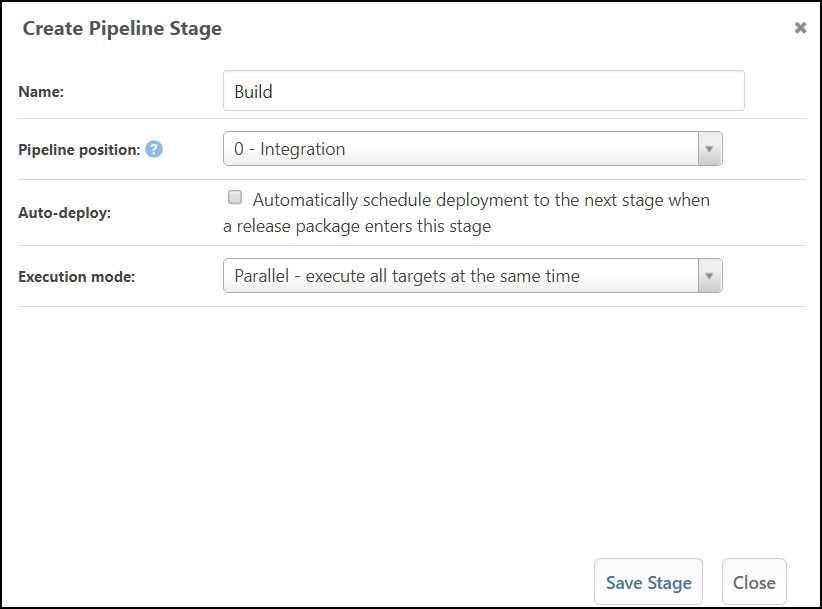 Create Pipeline Stage
Name:
Build
Pipeline position: ?
0 - Integration
Auto-deploy:
Automatically schedule deployment to the next stage when
a release package enters this stage
Execution mode:
Parallel - execute all targets at the same time
Save Stage
Close